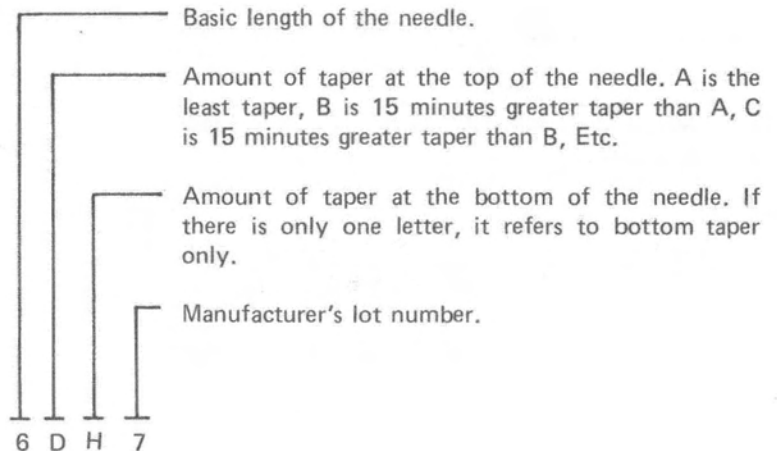 Basic length of the needle.
Amount of taper at the top of the needle. A is the
least taper, B is 15 minutes greater taper than A, C
is 15 minutes greater taper than B, Etc.
Amount of taper at the bottom of the needle. If
there is only one letter, it refers to bottom taper
only.
Manufacturer's lot number.
6 D H 7